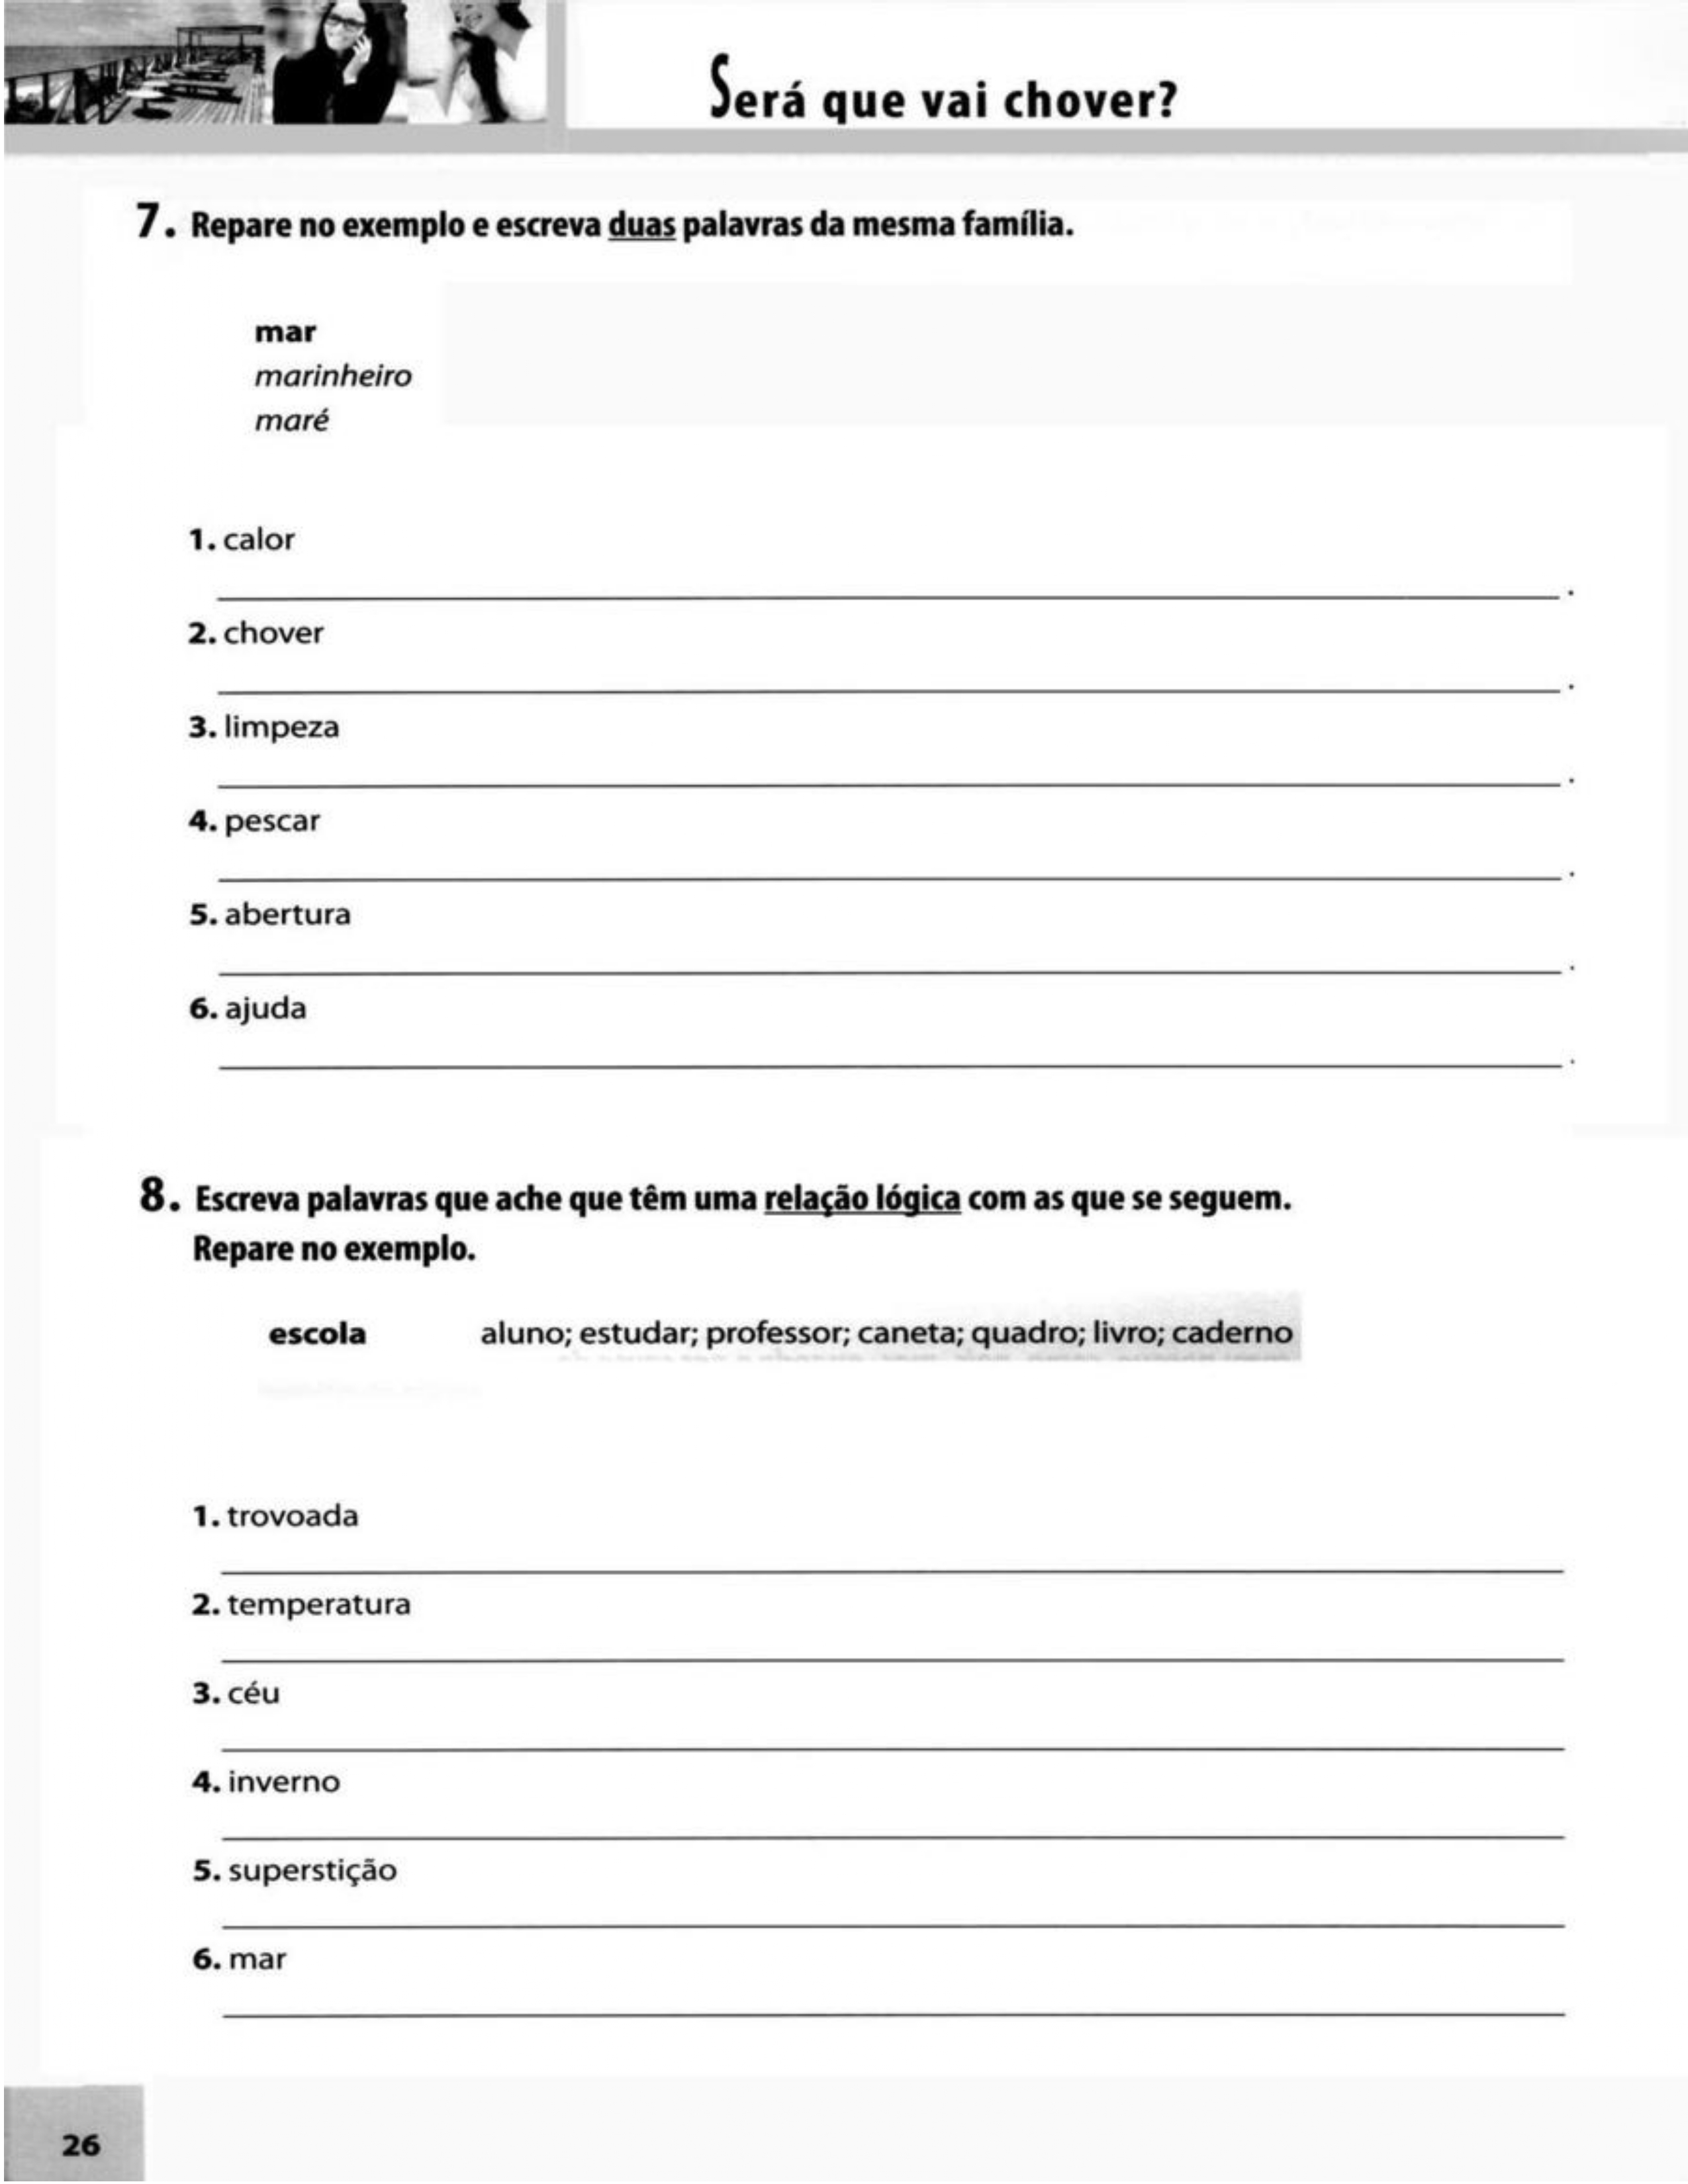 Será que vai chover?
7. Repare no exemplo e escreva duas palavras da mesma família.
mar
marinheiro
maré
1. calor
.
2. chover
.
3. limpeza
.
4. pescar
.
5. abertura
.
6. ajuda
.
8. Escreva palavras que ache que têm uma relação lógica com as que se seguem.
Repare no exemplo.
escola aluno; estudar; professor; caneta; quadro; livro; caderno
1. trovoada
2. temperatura
3. céu
4. inverno
5. superstição
6. mar
26